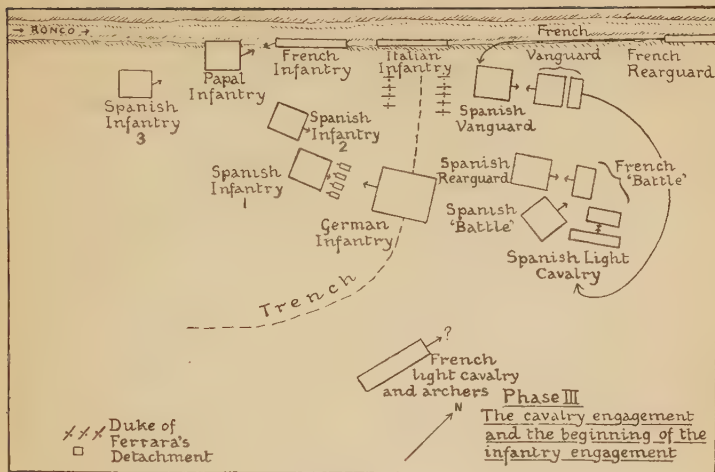 → RONCO →
French
Papal
Infantry
French
Infantry
Italian
Infantry
Vanguard
French
Rearguard
Spanish
Infantry
3
Spanish
Infantry
2
Spanish
Vanguard
Spanish
Infantry
1
German
Infantry
Spanish
Rearguard
French
'Battle'
Spanish
'Battle'
Spanish Light
Cavalry
Trench
?
French
light cavalry
and archers
N
Phase III
The cavalry engagement
and the beginning of the
infantry engagement
Duke of
Ferrara's
Detachment